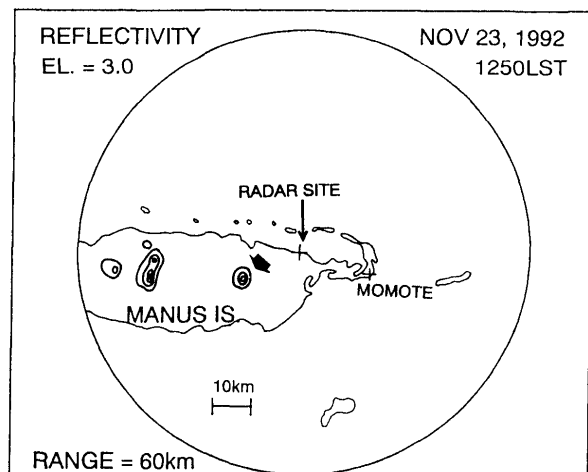 REFLECTIVITY
NOV 23, 1992
EL. = 3.0
1250LST
RADAR SITE
MOMOTE
MANUS IS.
10km
RANGE = 60km